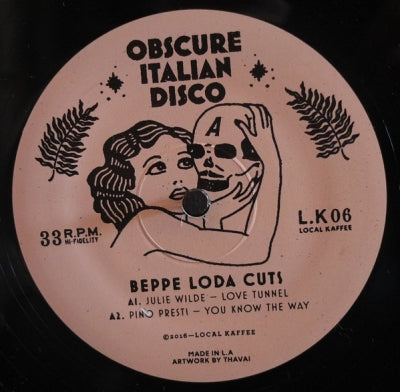 OBSCURE
ITALIAN
DISCO
A
33 R.P.M.
HI-FIDELITY
L.K 06
LOCAL KAFFEE
BEPPE LODA CUTS
A1. JULIE WILDE – LOVE TUNNEL
A2. PINO PRESTI – YOU KNOW THE WAY
©2016–LOCAL KAFFEE
MADE IN L.A
ARTWORK BY THAVAI